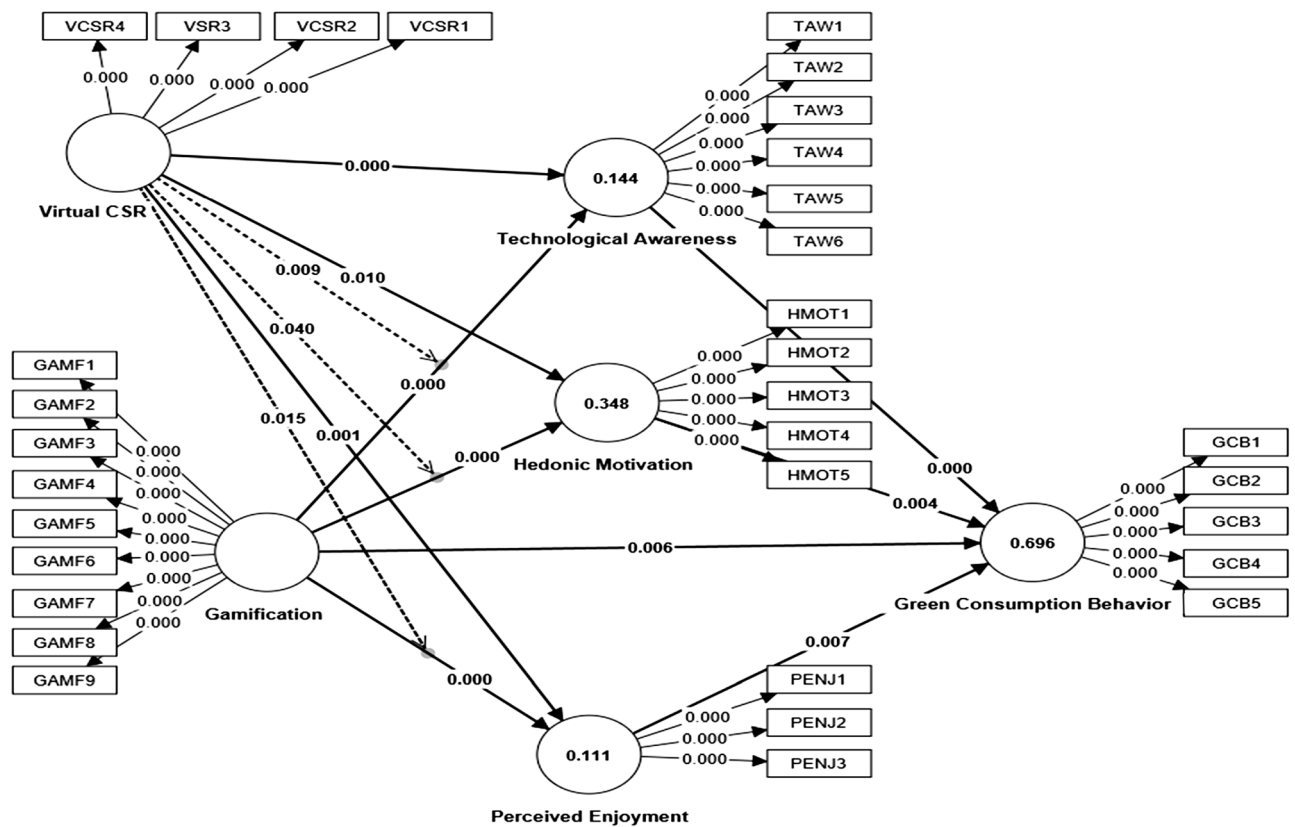 VCSR4 VSR3 VCSR2 VCSR1
0.000 0.000 0.000 0.000
Virtual CSR
TAW1
TAW2
TAW3
TAW4
TAW5
TAW6
0.000
0.000
0.000
0.000
0.000
0.000
0.000
0.144
Technological Awareness
0.009 0.010
0.040
0.000
0.015 0.001
0.000
GAMF1
GAMF2
GAMF3
GAMF4
GAMF5
GAMF6
GAMF7
GAMF8
GAMF9
0.000
0.000
0.000
0.000
0.000
0.000
0.000
0.000
0.000
Gamification
HMOT1
HMOT2
HMOT3
HMOT4
HMOT5
0.000
0.000
0.000
0.000
0.000
0.348
Hedonic Motivation
0.000
0.004
0.006
0.007
0.000
GCB1
GCB2
GCB3
GCB4
GCB5
0.000
0.000
0.000
0.000
0.000
0.696
Green Consumption Behavior
PENJ1
PENJ2
PENJ3
0.000
0.000
0.000
0.111
Perceived Enjoyment